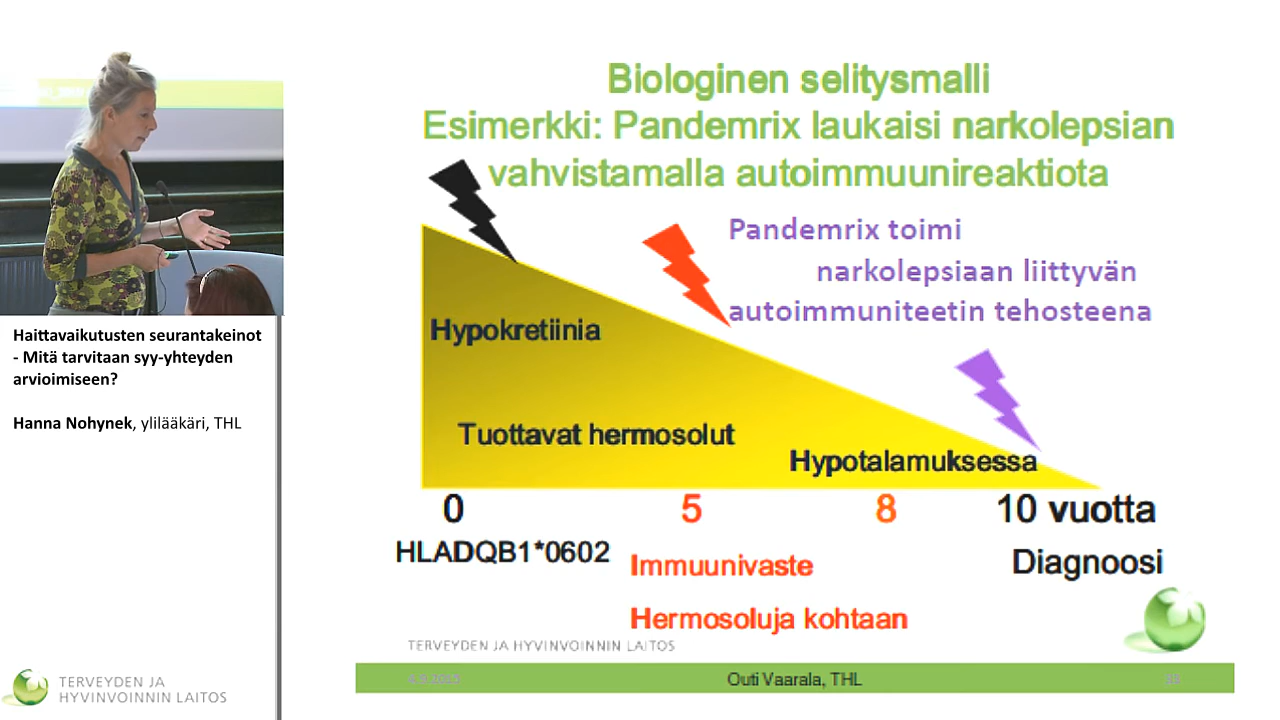 Haittavaikutusten seurantakeinot
- Mitä tarvitaan syy-yhteyden
arvioimiseen?
Hanna Nohynek, ylilääkäri, THL
TERVEYDEN JA
HYVINVOINNIN LAITOS
Biologinen selitysmalli
Esimerkki: Pandemrix laukaisi narkolepsian
vahvistamalla autoimmuunireaktiota
Pandemrix toimi
narkolepsiaan liittyvän
autoimmuniteetin tehosteena
Hypokretiinia
Tuottavat hermosolut
Hypotalamuksessa
0 5 8 10 vuotta
HLADQB1*0602
Immuunivaste
Diagnoosi
Hermosoluja kohtaan
TERVEYDEN JA HYVINVOINNIN LAITOS
Outi Vaarala, THL